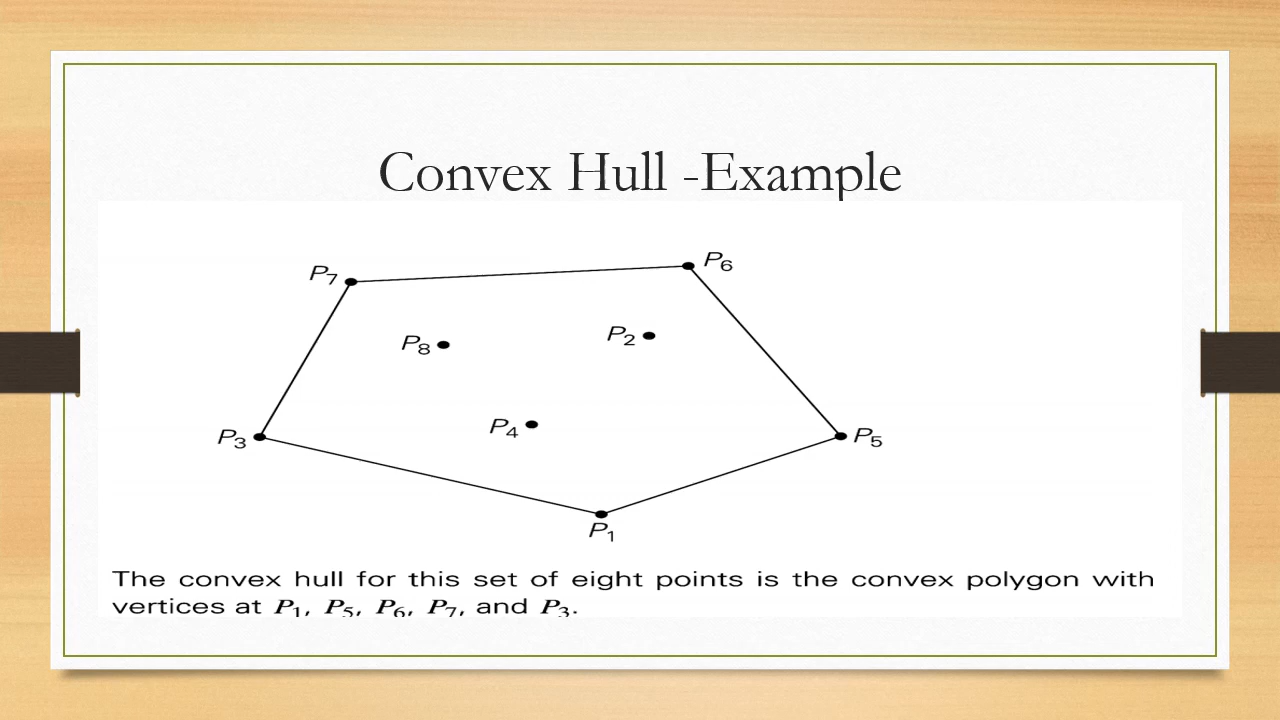 Convex Hull -Example
P6
P7
P2
P8
P4
P3
P5
P1
The convex hull for this set of eight points is the convex polygon with
vertices at P1, P5, P6, P7, and P3.